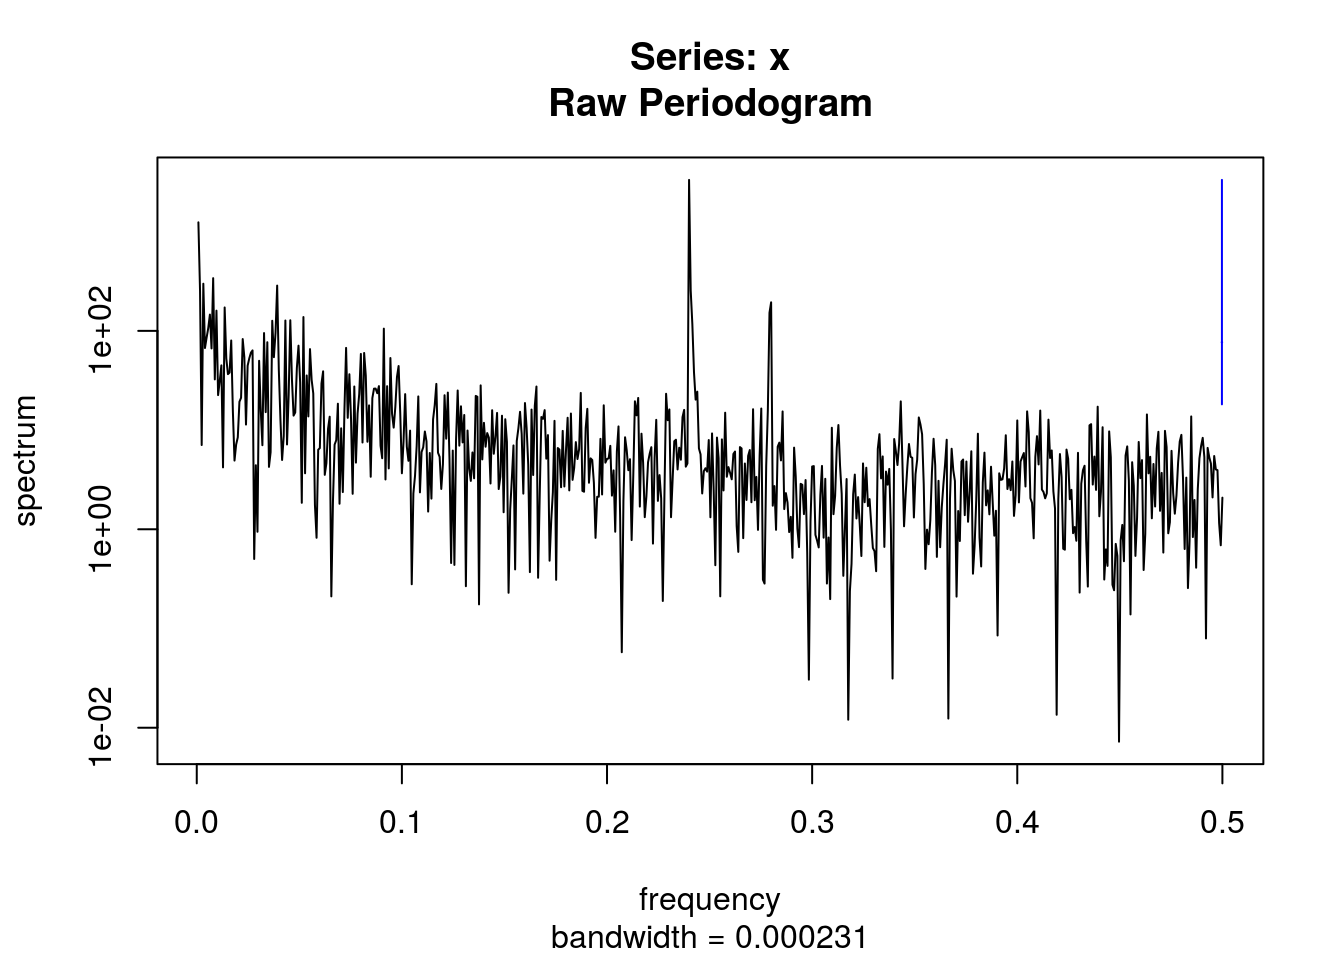 Series: x
Raw Periodogram
spectrum
1e+02
1e+00
1e-02
0.0 0.1 0.2 0.3 0.4 0.5
frequency
bandwidth = 0.000231